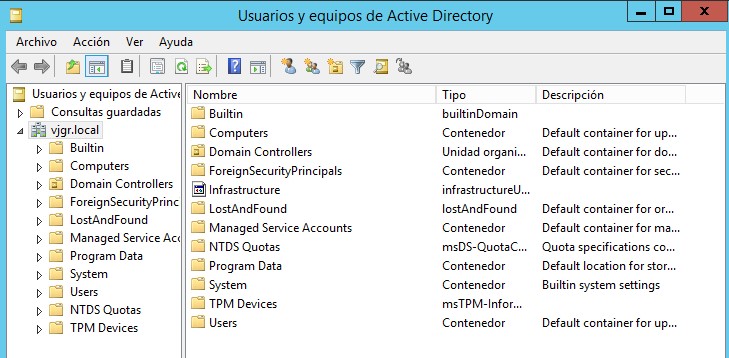 Usuarios y equipos de Active Directory
Archivo Acción Ver Ayuda
Usuarios y equipos de Active
Consultas guardadas
vjgr.local
Builtin
Computers
Domain Controllers
ForeignSecurityPrinc
LostAndFound
Managed Service Acc
Program Data
System
Users
NTDS Quotas
TPM Devices
Nombre Tipo Descripción
Builtin builtinDomain
Computers Contenedor Default container for up...
Domain Controllers Unidad organi... Default container for do...
ForeignSecurityPrincipals Contenedor Default container for sec...
Infrastructure infrastructureU...
LostAndFound lostAndFound Default container for or...
Managed Service Accounts Contenedor Default container for ma...
NTDS Quotas msDS-QuotaC... Quota specifications co...
Program Data Contenedor Default location for stor...
System Contenedor Builtin system settings
TPM Devices msTPM-Infor...
Users Contenedor Default container for up...